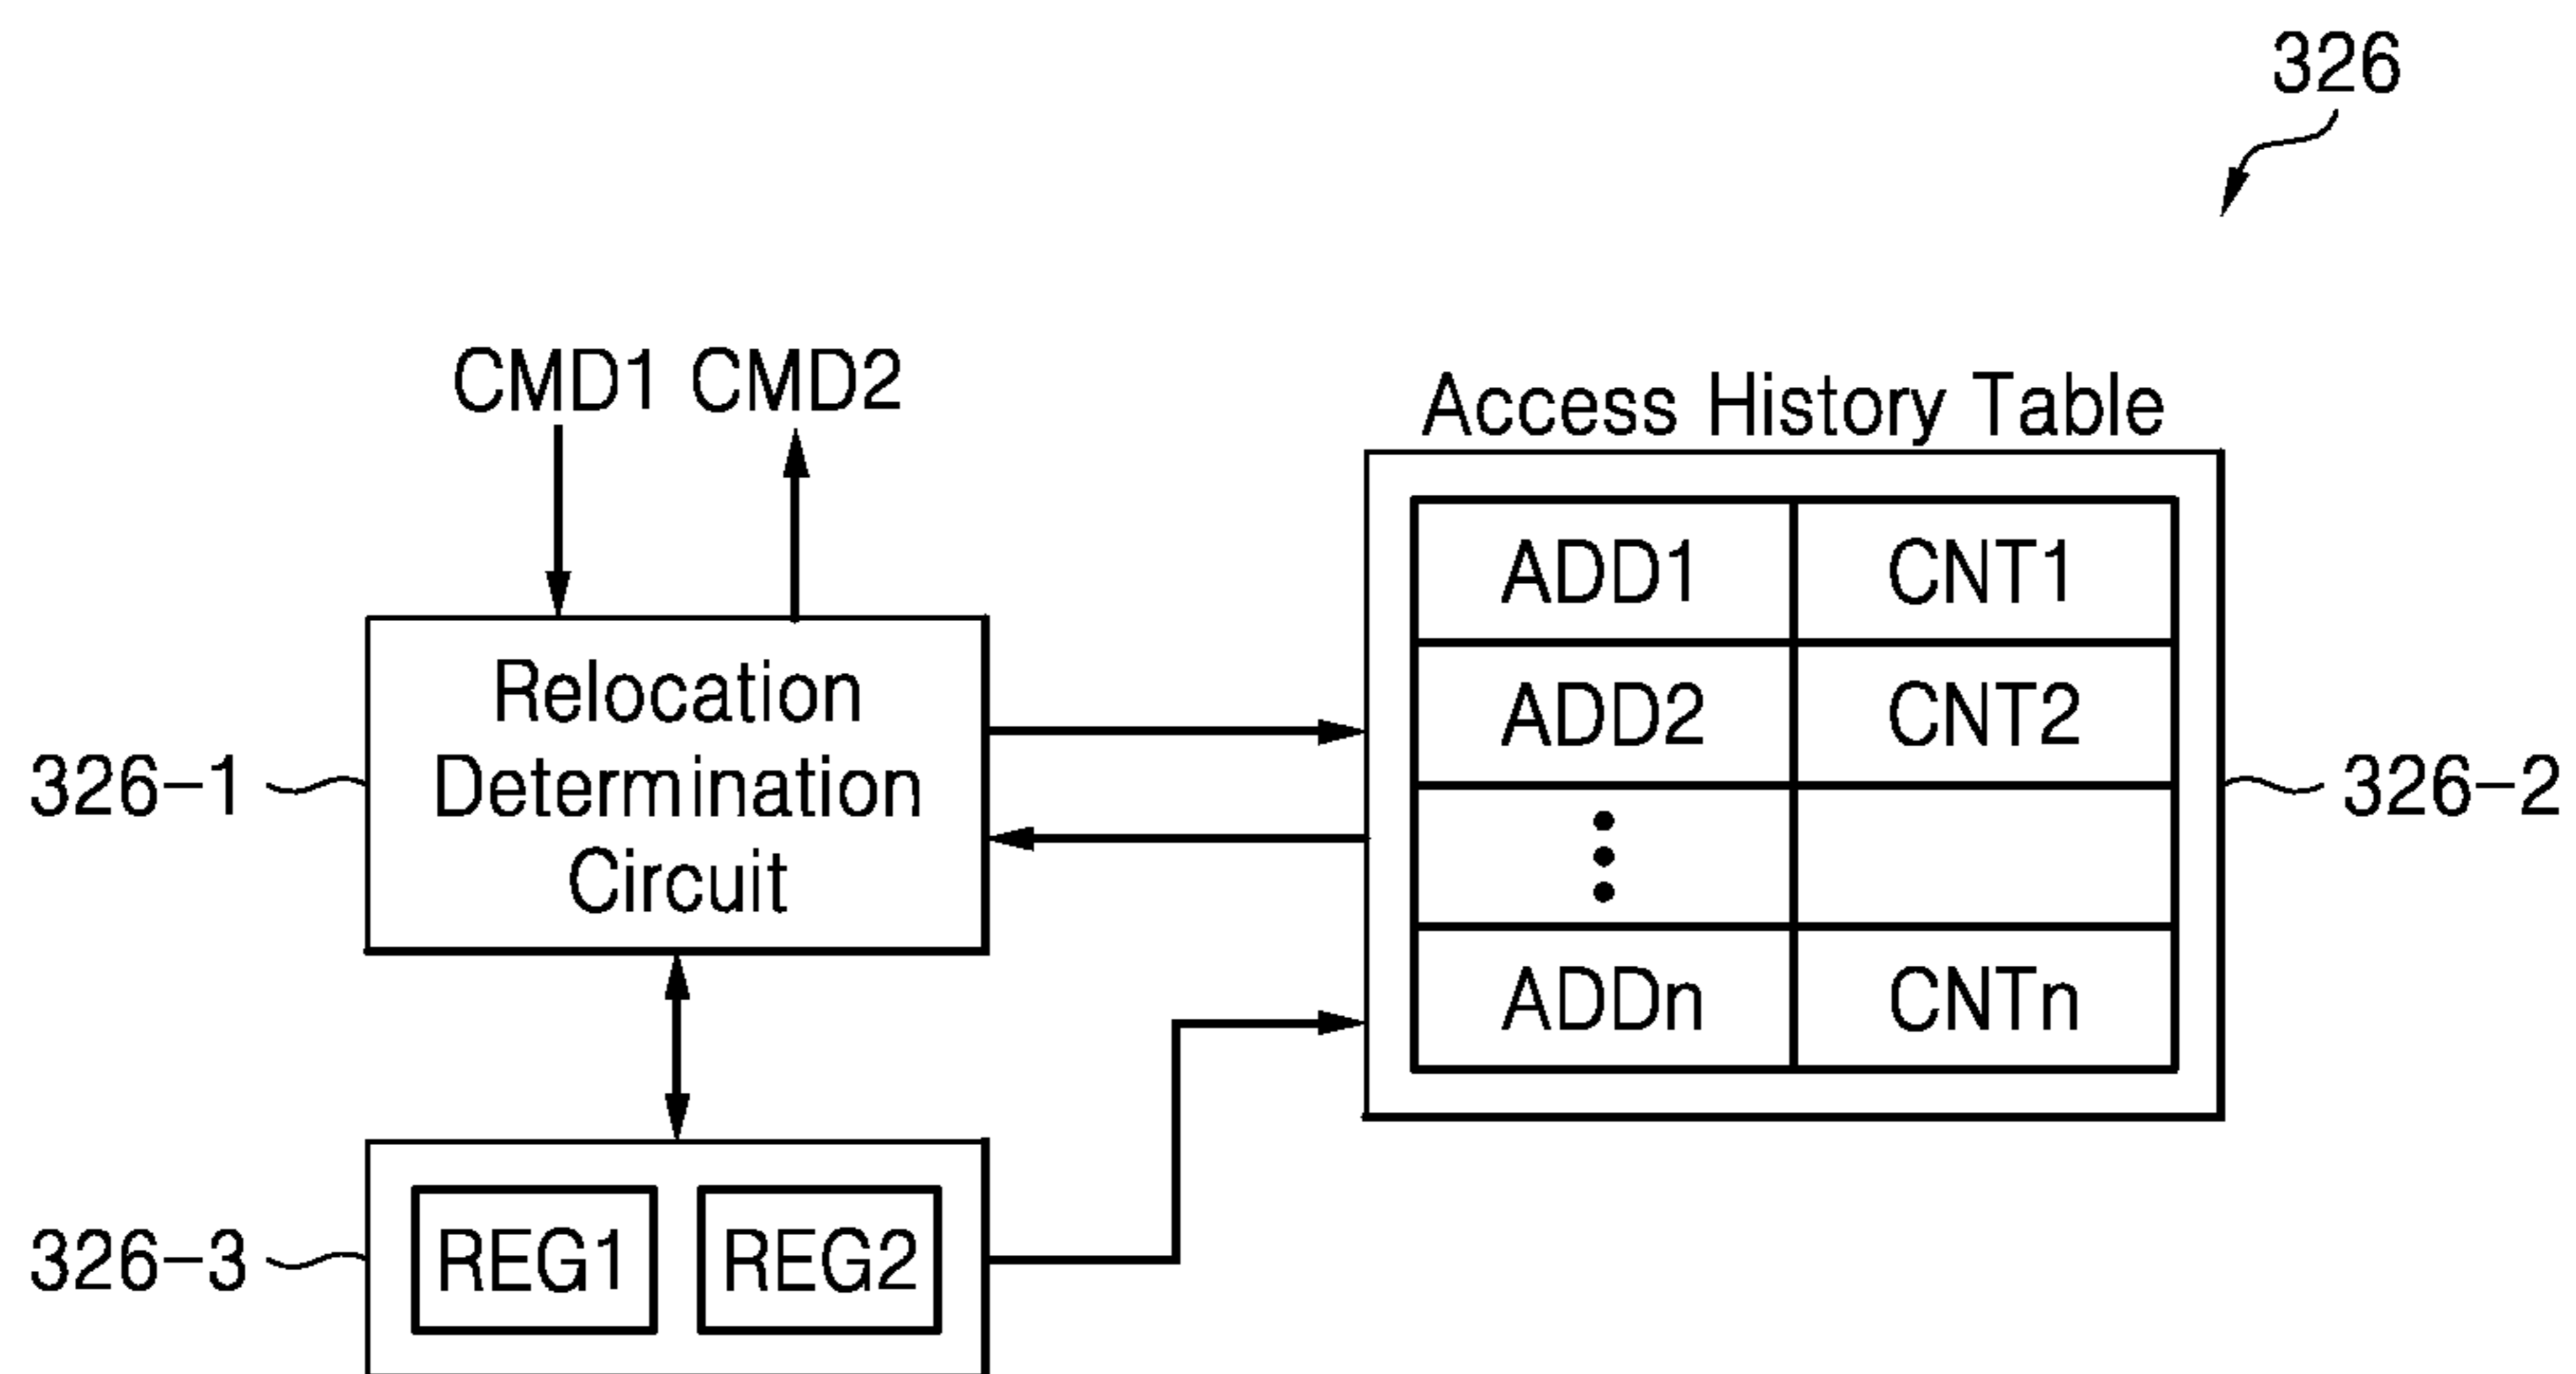 326
CMD1 CMD2
Access History Table
ADD1 CNT1
ADD2 CNT2
ADDn CNTn
Relocation
Determination
Circuit
326-1
326-2
326-3
REG1 REG2